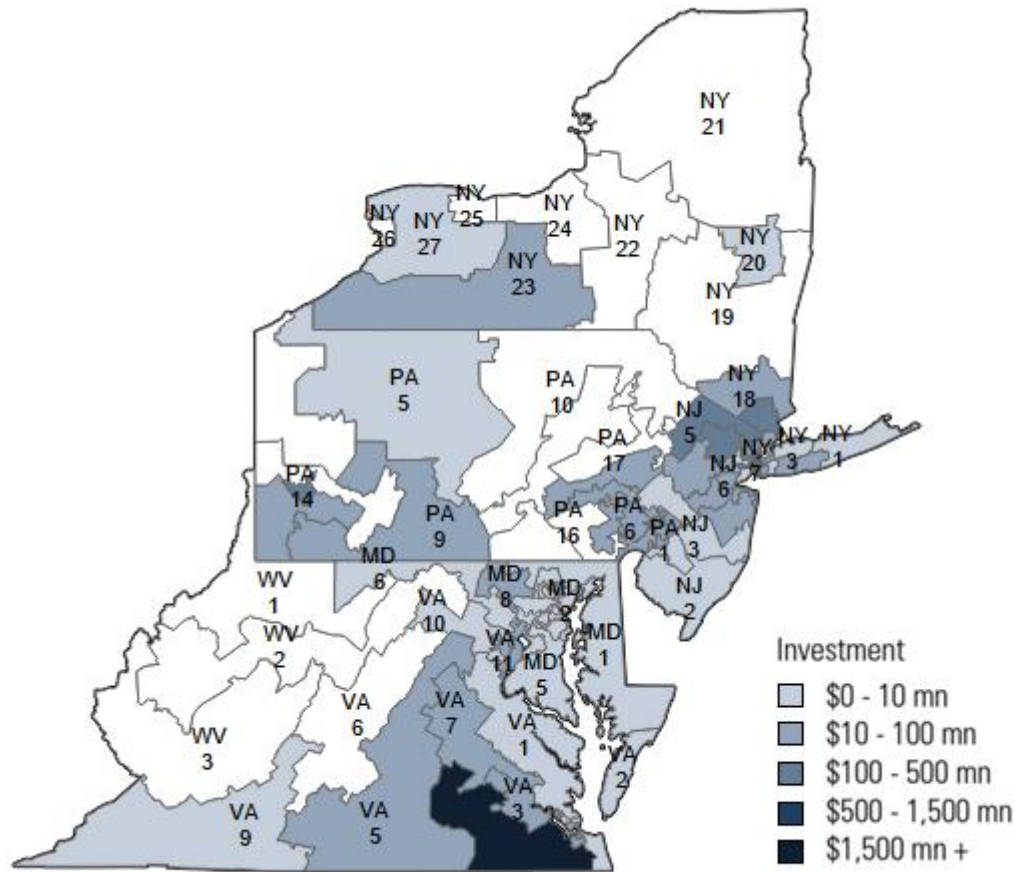 NY
21
NY
25
NY
24
NY
26
NY
27
NY
22
NY
20
NY
23
NY
19
PA
5
PA
10
NY
18
NJ
5
NY
3
NY
1
NY
7
PA
17
NJ
6
PA
14
PA
9
PA
16
PA
6
PA
1
NJ
3
NJ
2
MD
6
WV
1
MD
8
MD
2
VA
10
WV
2
VA
11
MD
5
MD
1
VA
6
VA
7
VA
1
WV
3
VA
2
VA
3
VA
9
VA
5
Investment
$0 - 10 mn
$10 - 100 mn
$100 - 500 mn
$500 - 1,500 mn
$1,500 mn +